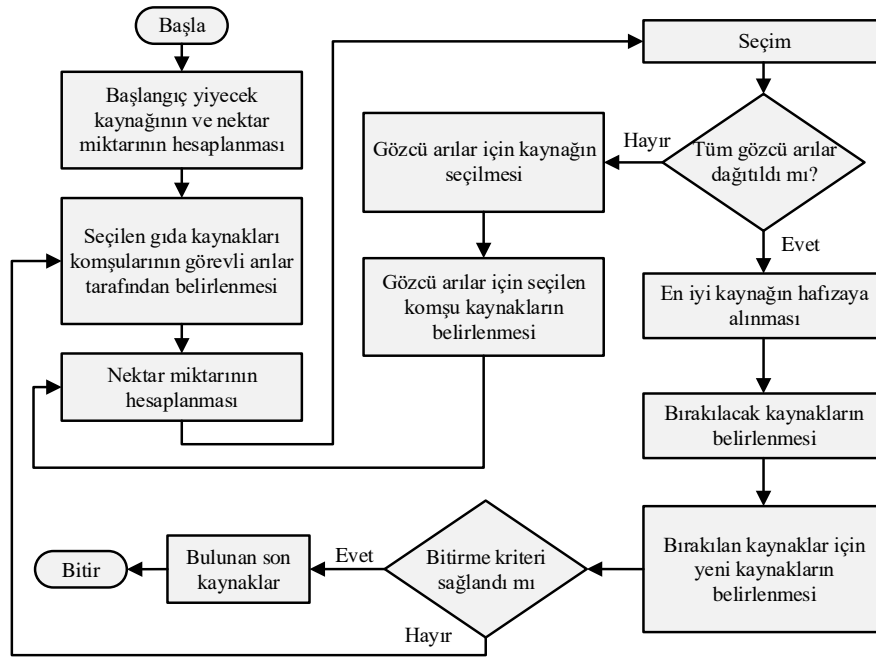 Başla
Başlangıç yiyecek
kaynağının ve nektar
miktarının hesaplanması
Seçilen gıda kaynakları
komşularının görevli arılar
tarafından belirlenmesi
Nektar miktarının
hesaplanması
Seçim
Tüm gözcü arılar
dağıtıldı mı?
Hayır
Gözcü arılar için kaynağın
seçilmesi
Gözcü arılar için seçilen
komşu kaynakların
belirlenmesi
Evet
En iyi kaynağın hafızaya
alınması
Bırakılacak kaynakların
belirlenmesi
Bırakılan kaynaklar için
yeni kaynakların
belirlenmesi
Bitirme kriteri
sağlandı mı
Evet
Bulunan son
kaynaklar
Bitir
Hayır